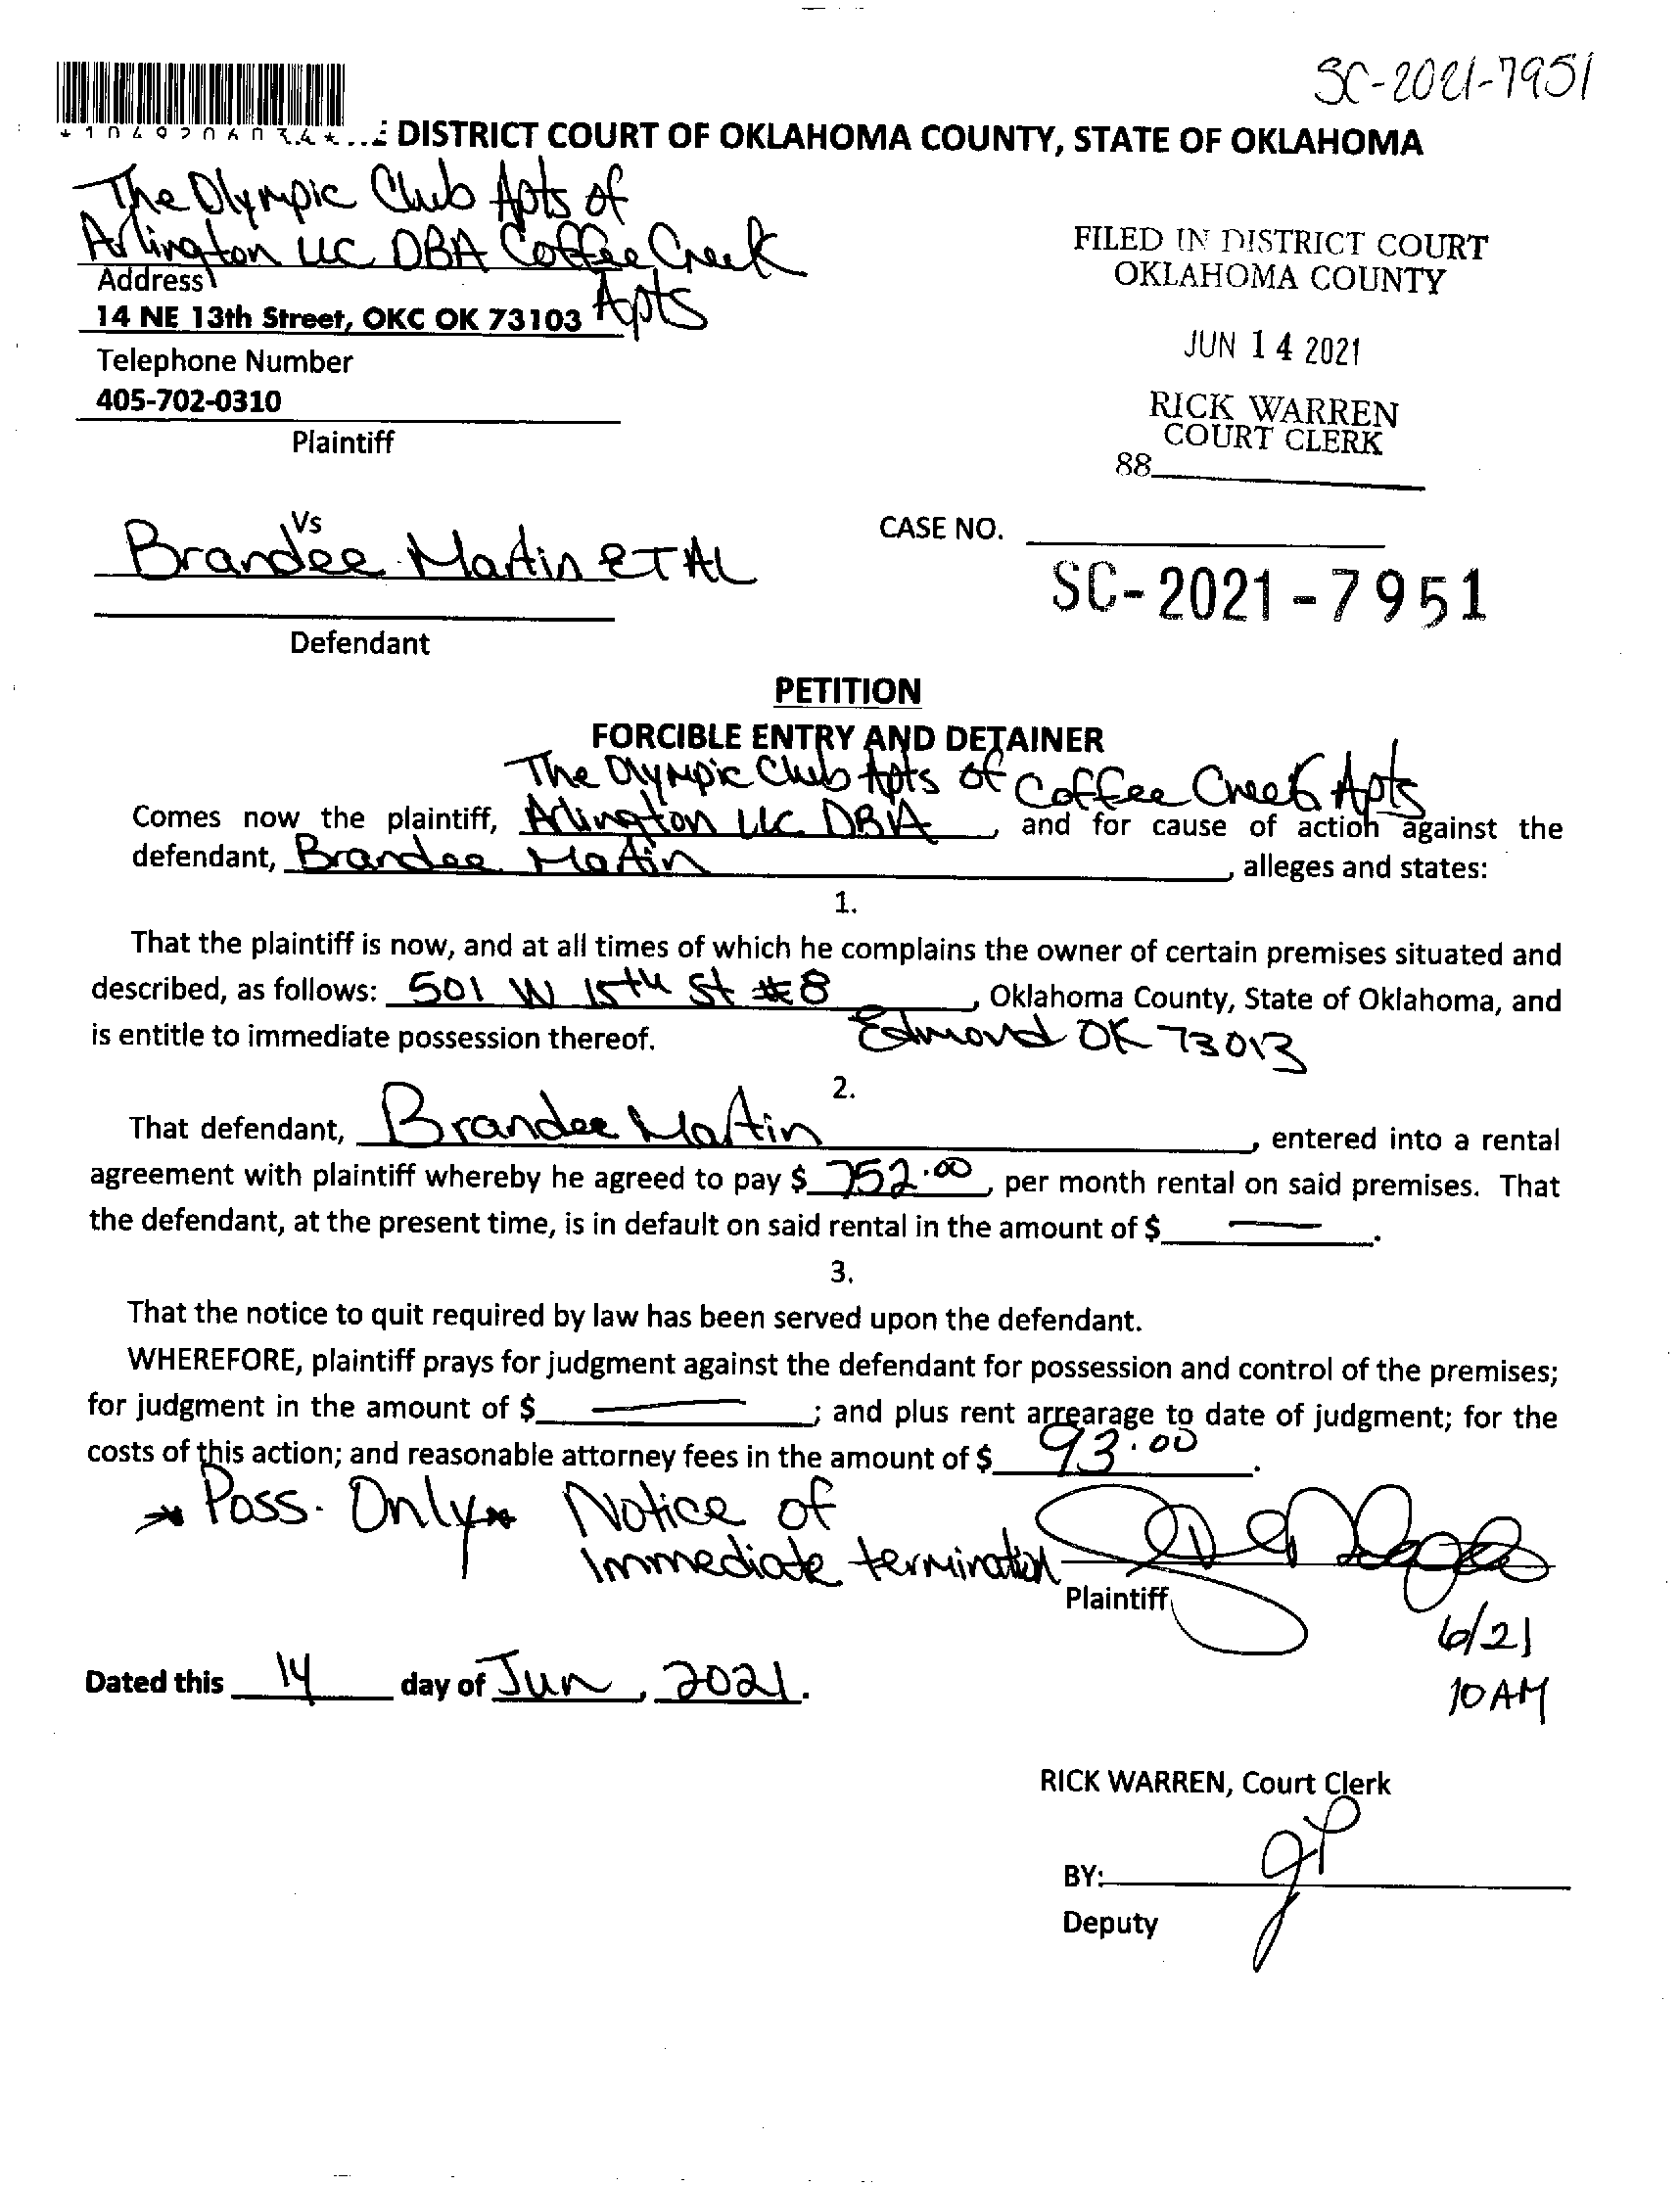 SC-2021-7951
*1049206034* DISTRICT COURT OF OKLAHOMA COUNTY, STATE OF OKLAHOMA
The Olympic Club Apts of
Arlington LLC DBA Coffee Creek
Apts
Address
14 NE 13th Street, OKC OK 73103
Telephone Number
405-702-0310
Plaintiff
FILED IN DISTRICT COURT
OKLAHOMA COUNTY
JUN 14 2021
RICK WARREN
COURT CLERK
88
Vs
Brandee Martin ET AL
Defendant
CASE NO.
SC-2021-7951
PETITION
FORCIBLE ENTRY AND DETAINER
The Olympic Club Apts of Coffee Creek Apts
Comes now the plaintiff, Arlington LLC DBA, and for cause of action against the
defendant, Brandee Martin, alleges and states:
1.
That the plaintiff is now, and at all times of which he complains the owner of certain premises situated and
described, as follows: 501 W 15th St #8, Oklahoma County, State of Oklahoma, and
is entitle to immediate possession thereof. Edmond OK 73013
2.
That defendant, Brandee Martin, entered into a rental
agreement with plaintiff whereby he agreed to pay $ 752.00, per month rental on said premises. That
the defendant, at the present time, is in default on said rental in the amount of $ —.
3.
That the notice to quit required by law has been served upon the defendant.
WHEREFORE, plaintiff prays for judgment against the defendant for possession and control of the premises;
for judgment in the amount of $ —; and plus rent arrearage to date of judgment; for the
costs of this action; and reasonable attorney fees in the amount of $ 93.00.
* Poss. Only * Notice of
Immediate termination
Plaintiff
6/21
10 AM
Dated this 14 day of Jun, 2021.
RICK WARREN, Court Clerk
BY:
Deputy